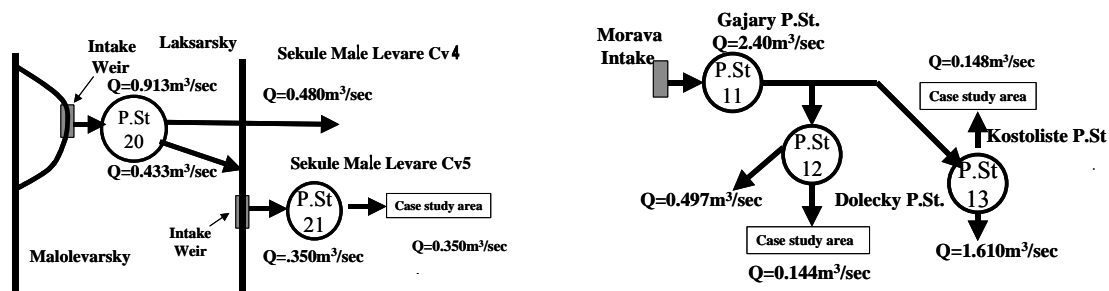 Intake
Weir
Laksarsky
Sekule Male Levare Cv4
Q=0.913m³/sec
Q=0.480m³/sec
P.St
20
Q=0.433m³/sec
Sekule Male Levare Cv5
P.St
21
Case study area
Intake
Weir
Malolevarsky
Q=.350m³/sec
Q=0.350m³/sec
Gajary P.St.
Q=2.40m³/sec
Morava
Intake
P.St
11
Q=0.148m³/sec
Case study area
Kostoliste P.St
P.St
12
P.St
13
Q=0.497m³/sec
Dolecky P.St.
Case study area
Q=0.144m³/sec
Q=1.610m³/sec